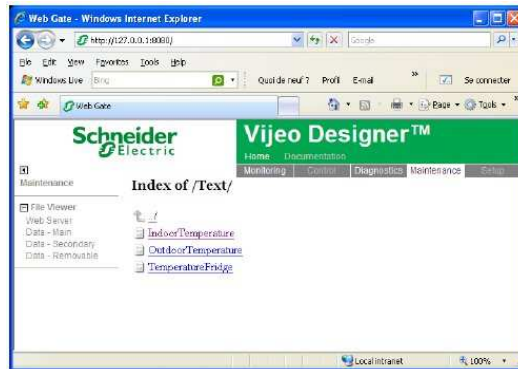 Web Gate - Windows Internet Explorer
http://127.0.0.1:8080/
Google
File Edit View Favorites Tools Help
Windows Live Bing Quoi de neuf ? Profil E-mail » Se connecter
Web Gate Page Tools »
Schneider Electric
Vijeo Designer™
Home Documentation
Monitoring Control Diagnostics Maintenance Setup
Maintenance
Index of /Text/
File Viewer
Web Server
Data - Main
Data - Secondary
Data - Removable
../
IndoorTemperature
OutdoorTemperature
TemperatureFridge
Local intranet 100%